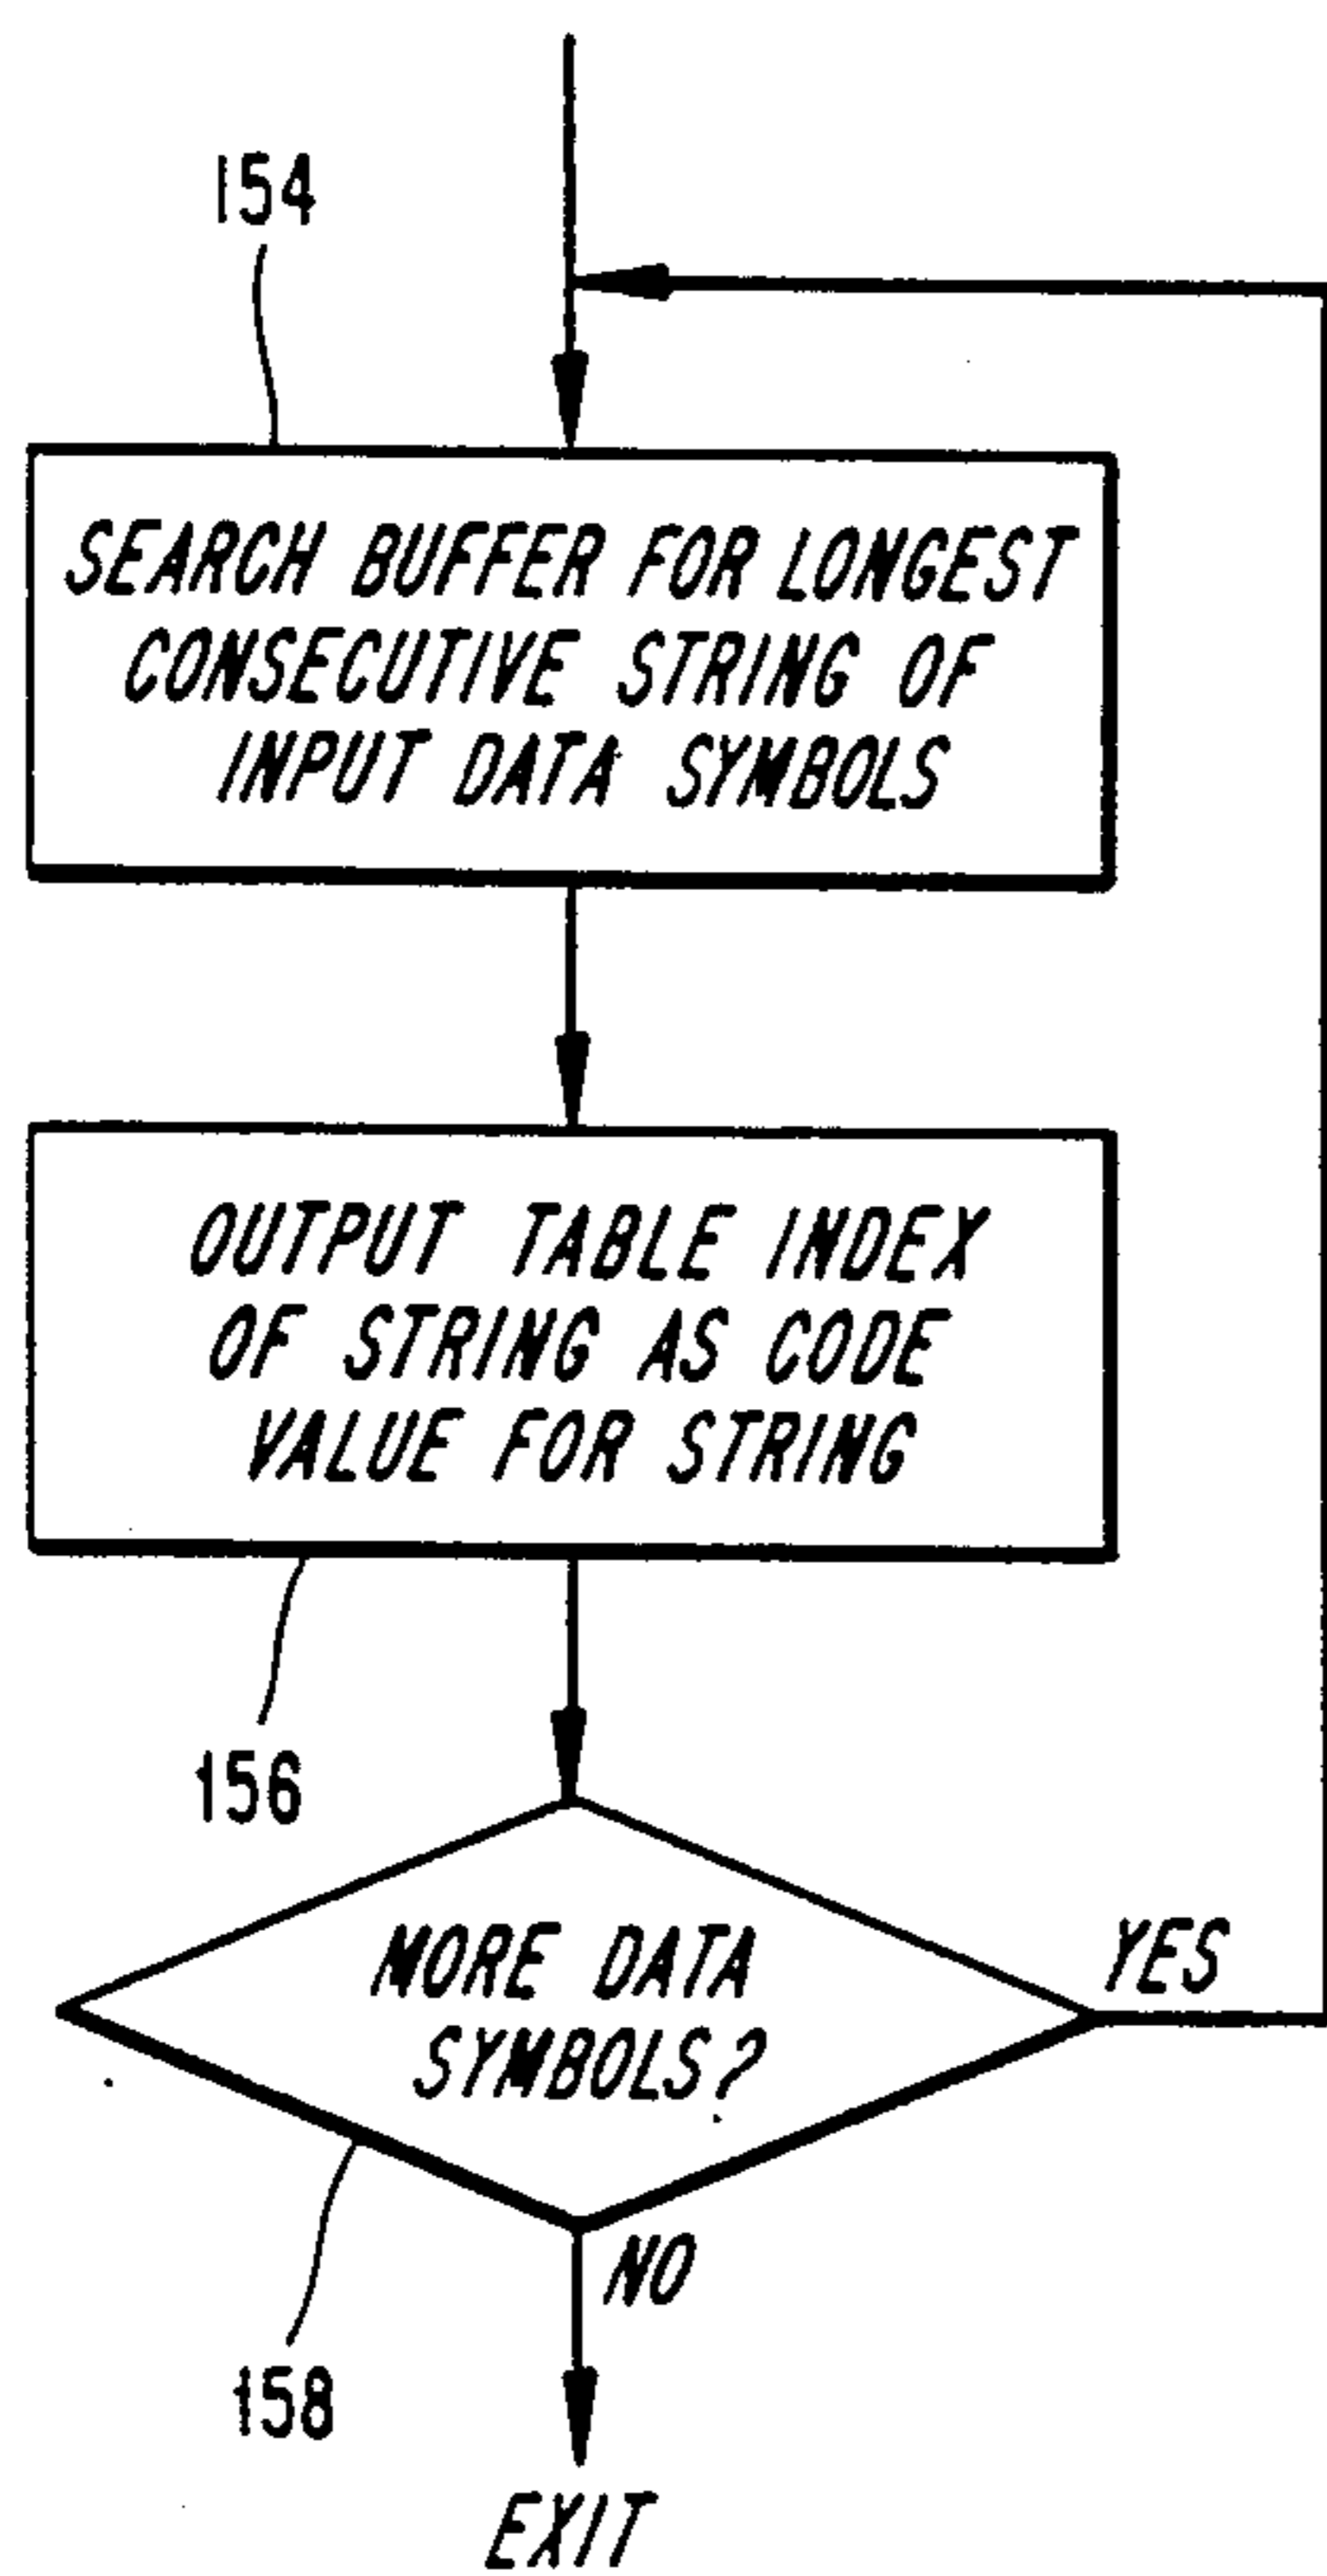 154
SEARCH BUFFER FOR LONGEST
CONSECUTIVE STRING OF
INPUT DATA SYMBOLS
OUTPUT TABLE INDEX
OF STRING AS CODE
VALUE FOR STRING
156
MORE DATA
SYMBOLS?
YES
NO
158
EXIT